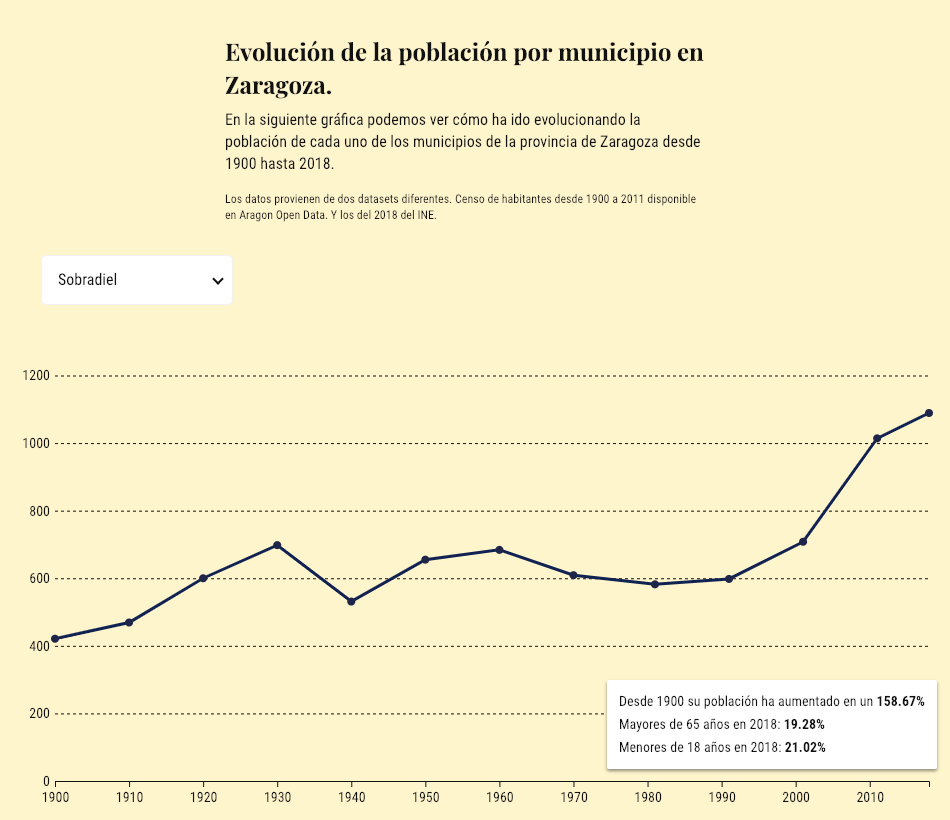 Evolución de la población por municipio en
Zaragoza.
En la siguiente gráfica podemos ver cómo ha ido evolucionando la
población de cada uno de los municipios de la provincia de Zaragoza desde
1900 hasta 2018.
Los datos provienen de dos datasets diferentes. Censo de habitantes desde 1900 a 2011 disponible
en Aragon Open Data. Y los del 2018 del INE.
Sobradiel
1200
1000
800
600
400
200
0
Desde 1900 su población ha aumentado en un 158.67%
Mayores de 65 años en 2018: 19.28%
Menores de 18 años en 2018: 21.02%
1900 1910 1920 1930 1940 1950 1960 1970 1980 1990 2000 2010